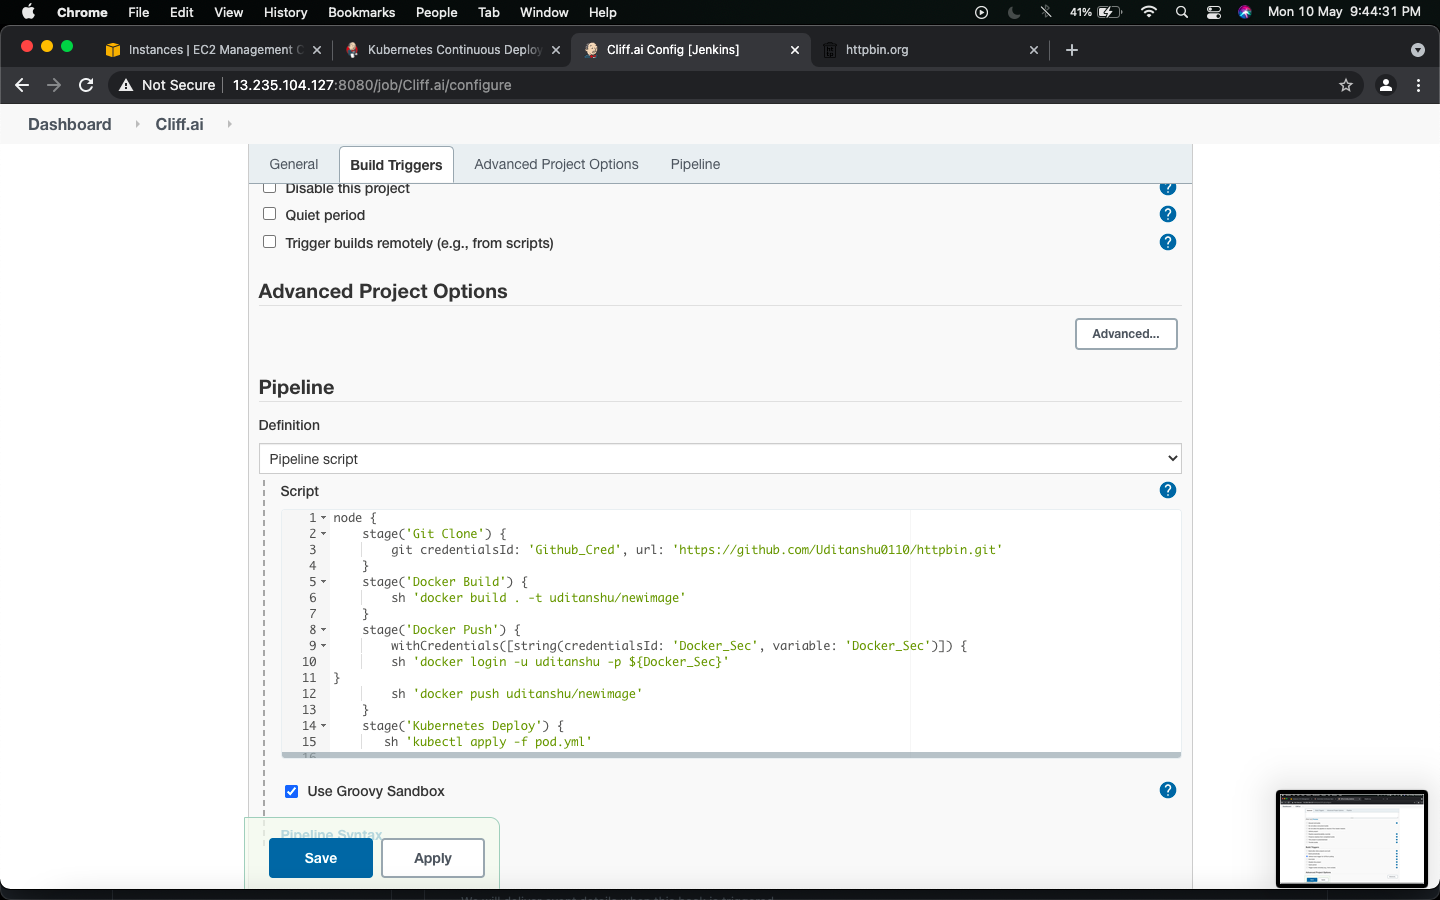 Chrome File Edit View History Bookmarks People Tab Window Help 41% Mon 10 May 9:44:31 PM
Instances | EC2 Management C Kubernetes Continuous Deploy Cliff.ai Config [Jenkins] httpbin.org
Not Secure 13.235.104.127:8080/job/Cliff.ai/configure
Dashboard Cliff.ai
General Build Triggers Advanced Project Options Pipeline
Disable this project
Quiet period
Trigger builds remotely (e.g., from scripts)
Advanced Project Options
Advanced...
Pipeline
Definition
Pipeline script
Script
1 node {
2 stage('Git Clone') {
3 git credentialsId: 'Github_Cred', url: 'https://github.com/Uditanshu0110/httpbin.git'
4 }
5 stage('Docker Build') {
6 sh 'docker build . -t uditanshu/newimage'
7 }
8 stage('Docker Push') {
9 withCredentials([string(credentialsId: 'Docker_Sec', variable: 'Docker_Sec')]) {
10 sh 'docker login -u uditanshu -p ${Docker_Sec}'
11 }
12 sh 'docker push uditanshu/newimage'
13 }
14 stage('Kubernetes Deploy') {
15 sh 'kubectl apply -f pod.yml'
16
Use Groovy Sandbox
Pipeline Syntax
Save Apply